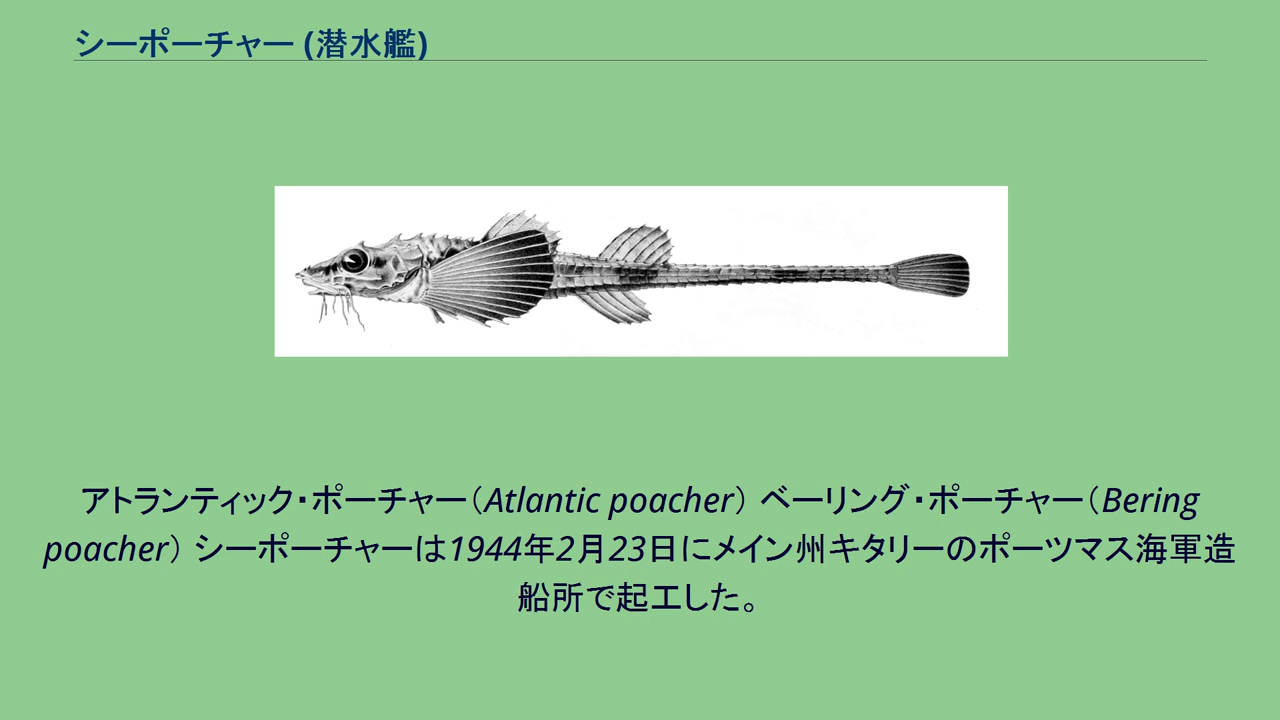 シーポーチャー (潜水艦)
アトランティック・ポーチャー（Atlantic poacher） ベーリング・ポーチャー（Bering
poacher） シーポーチャーは1944年2月23日にメイン州キタリーのポーツマス海軍造
船所で起工した。